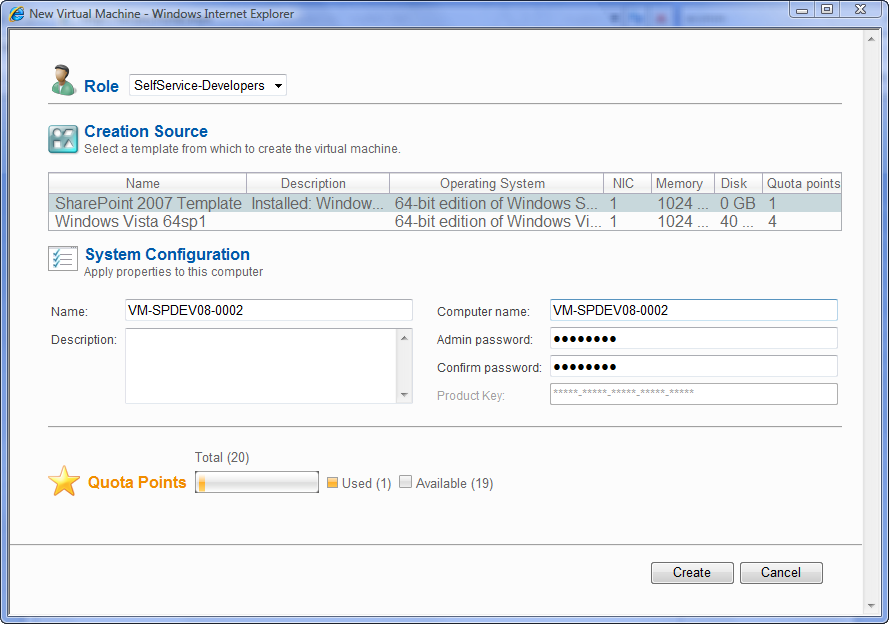 New Virtual Machine - Windows Internet Explorer
Role SelfService-Developers
Creation Source
Select a template from which to create the virtual machine.
Name Description Operating System NIC Memory Disk Quota points
SharePoint 2007 Template Installed: Window... 64-bit edition of Windows S... 1 1024 ... 0 GB 1
Windows Vista 64sp1 64-bit edition of Windows Vi... 1 1024 ... 40 ... 4
System Configuration
Apply properties to this computer
Name: VM-SPDEV08-0002 Computer name: VM-SPDEV08-0002
Description: Admin password: ●●●●●●●●
Confirm password: ●●●●●●●●
Product Key: *****-*****-*****-*****-*****
Total (20)
Quota Points Used (1) Available (19)
Create Cancel